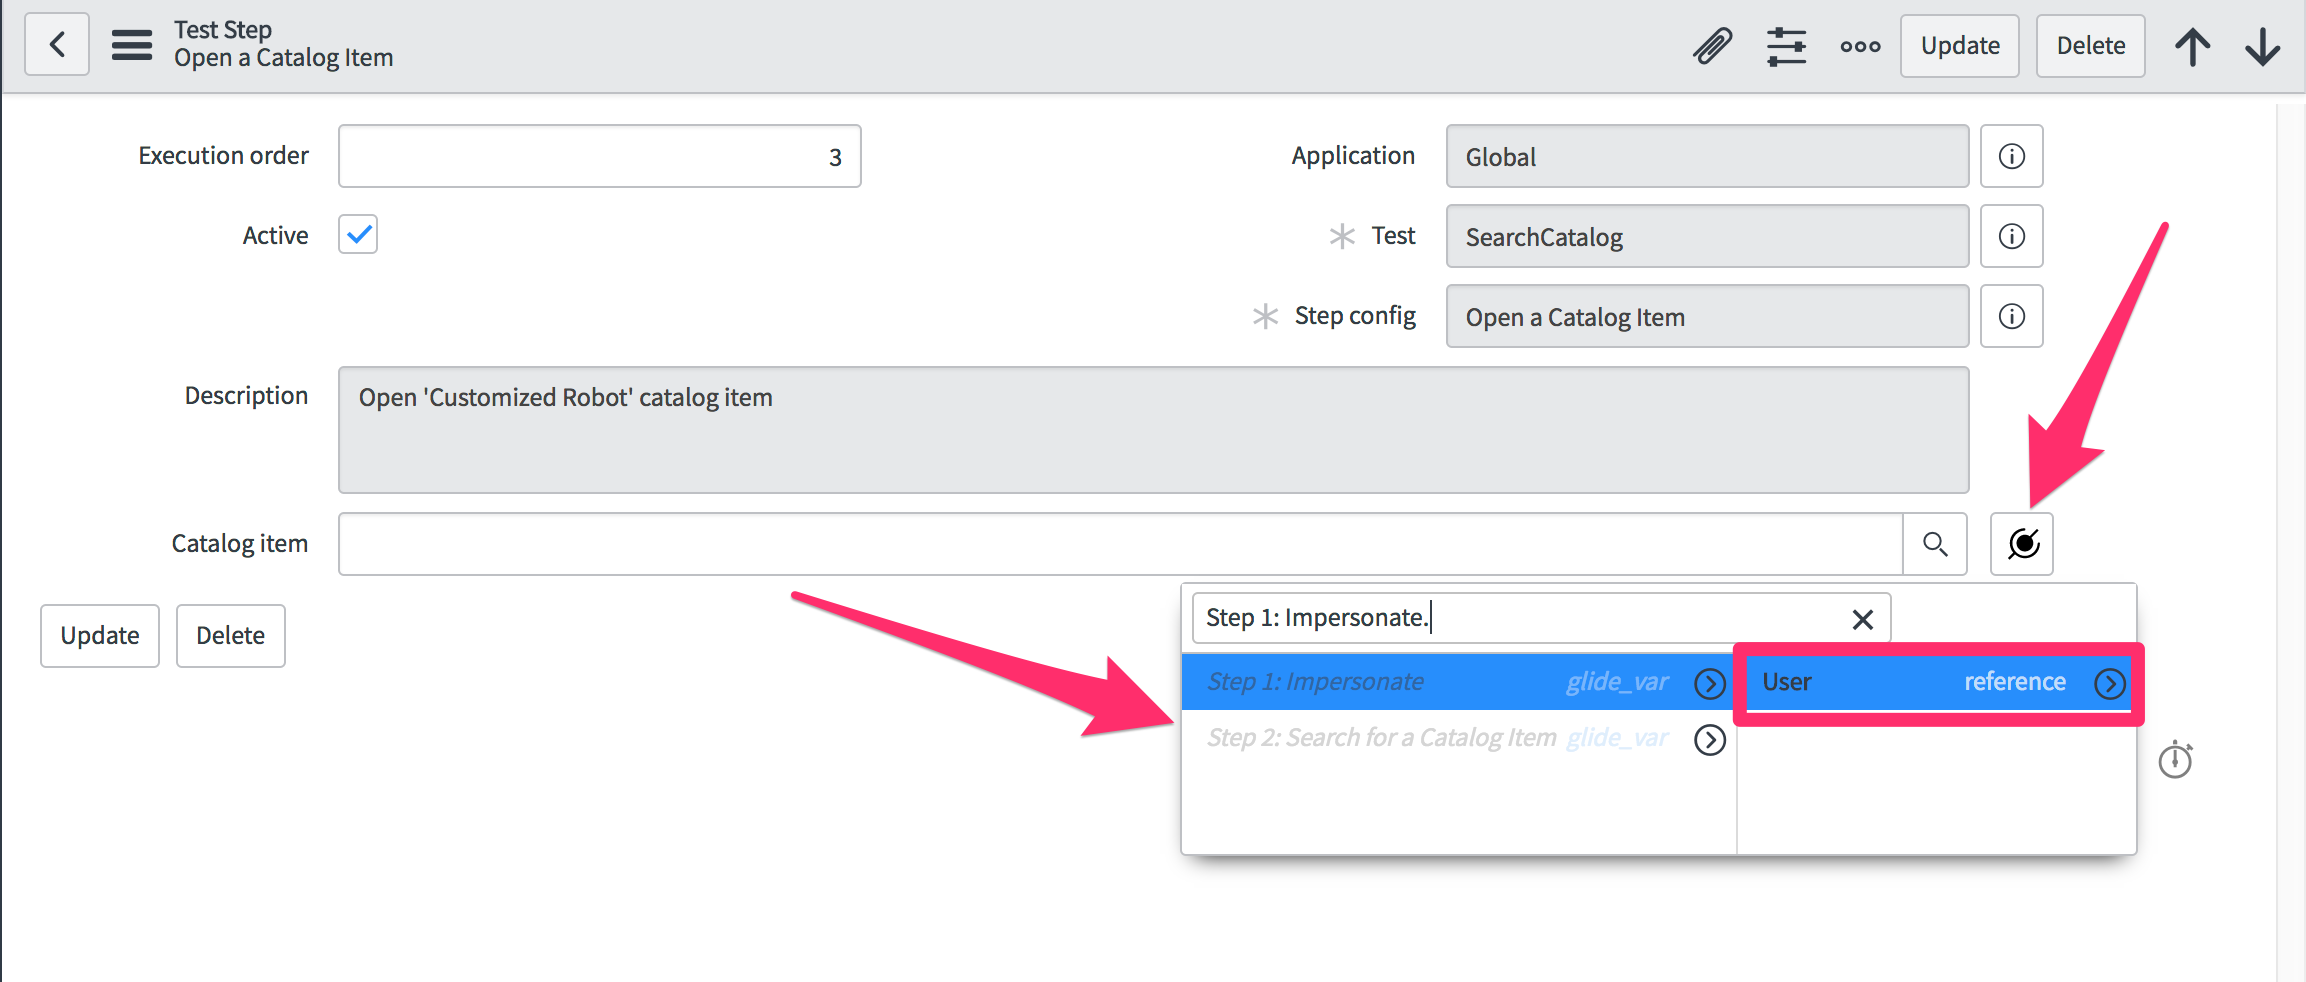 Test Step
Open a Catalog Item
Update
Delete
Execution order
3
Application
Global
Active
Test
SearchCatalog
Step config
Open a Catalog Item
Description
Open 'Customized Robot' catalog item
Catalog item
Update
Delete
Step 1: Impersonate.
Step 1: Impersonate glide_var
User reference
Step 2: Search for a Catalog Item glide_var